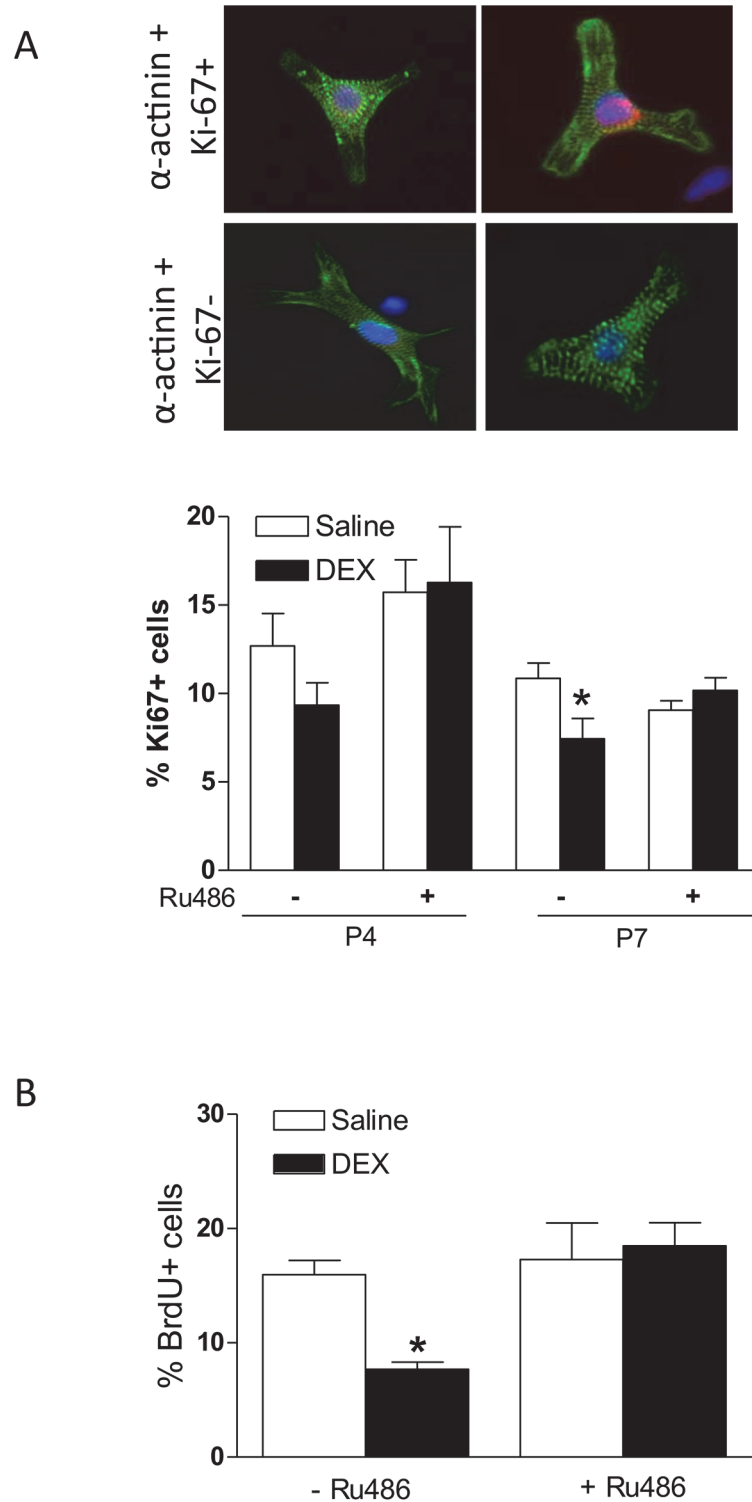 A
α-actinin +
Ki-67+
α-actinin +
Ki-67-
20
15
10
5
0
% Ki67+ cells
Saline
DEX
*
Ru486 - + - +
P4 P7
B
30
20
10
0
% BrdU+ cells
Saline
DEX
*
- Ru486 + Ru486